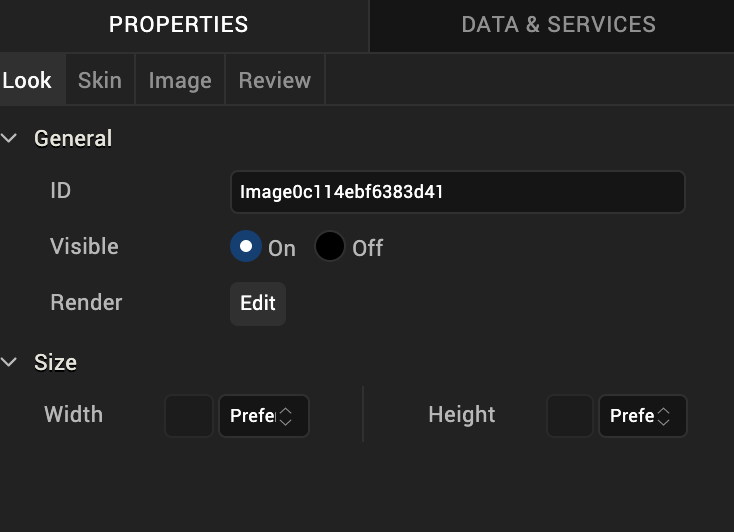 PROPERTIES DATA & SERVICES
Look Skin Image Review
General
ID Image0c114ebf6383d41
Visible On Off
Render Edit
Size
Width Prefe Height Prefe